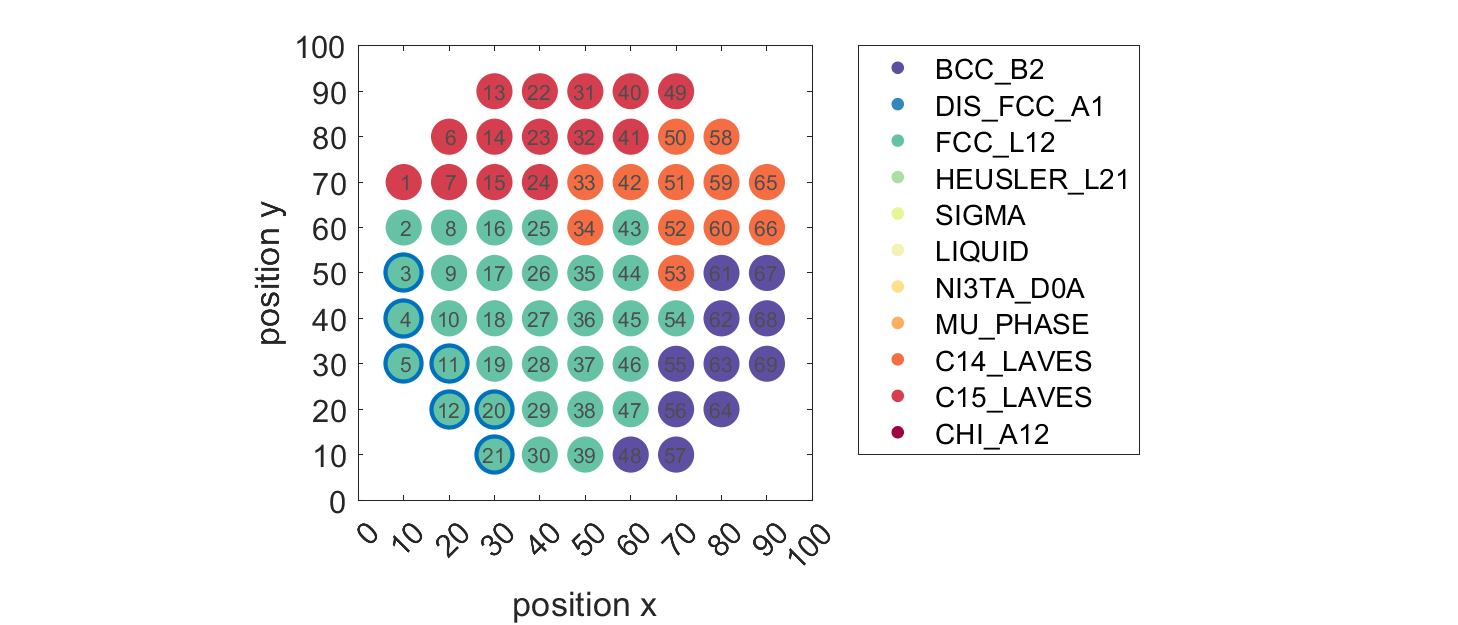 100
90
80
70
60
50
40
30
20
10
0
position y
13 22 31 40 49
6 14 23 32 41 50 58
1 7 15 24 33 42 51 59 65
2 8 16 25 34 43 52 60 66
3 9 17 26 35 44 53 61 67
4 10 18 27 36 45 54 62 68
5 11 19 28 37 46 55 63 69
12 20 29 38 47 56 64
21 30 39 48 57
0 10 20 30 40 50 60 70 80 90 100
position x
BCC_B2
DIS_FCC_A1
FCC_L12
HEUSLER_L21
SIGMA
LIQUID
NI3TA_D0A
MU_PHASE
C14_LAVES
C15_LAVES
CHI_A12